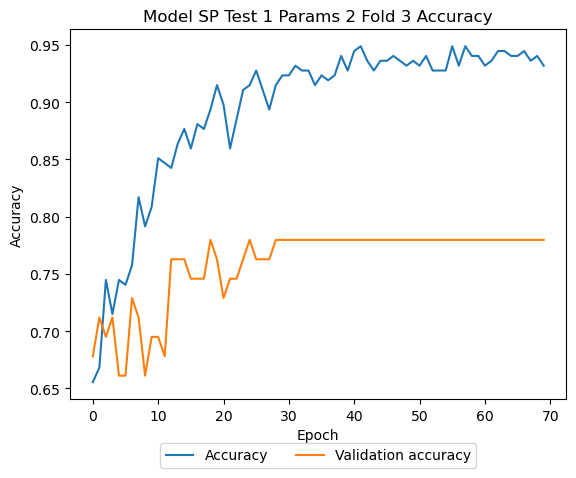 Model SP Test 1 Params 2 Fold 3 Accuracy
0.95
0.90
0.85
0.80
0.75
0.70
0.65
Accuracy
0 10 20 30 40 50 60 70
Epoch
Accuracy Validation accuracy